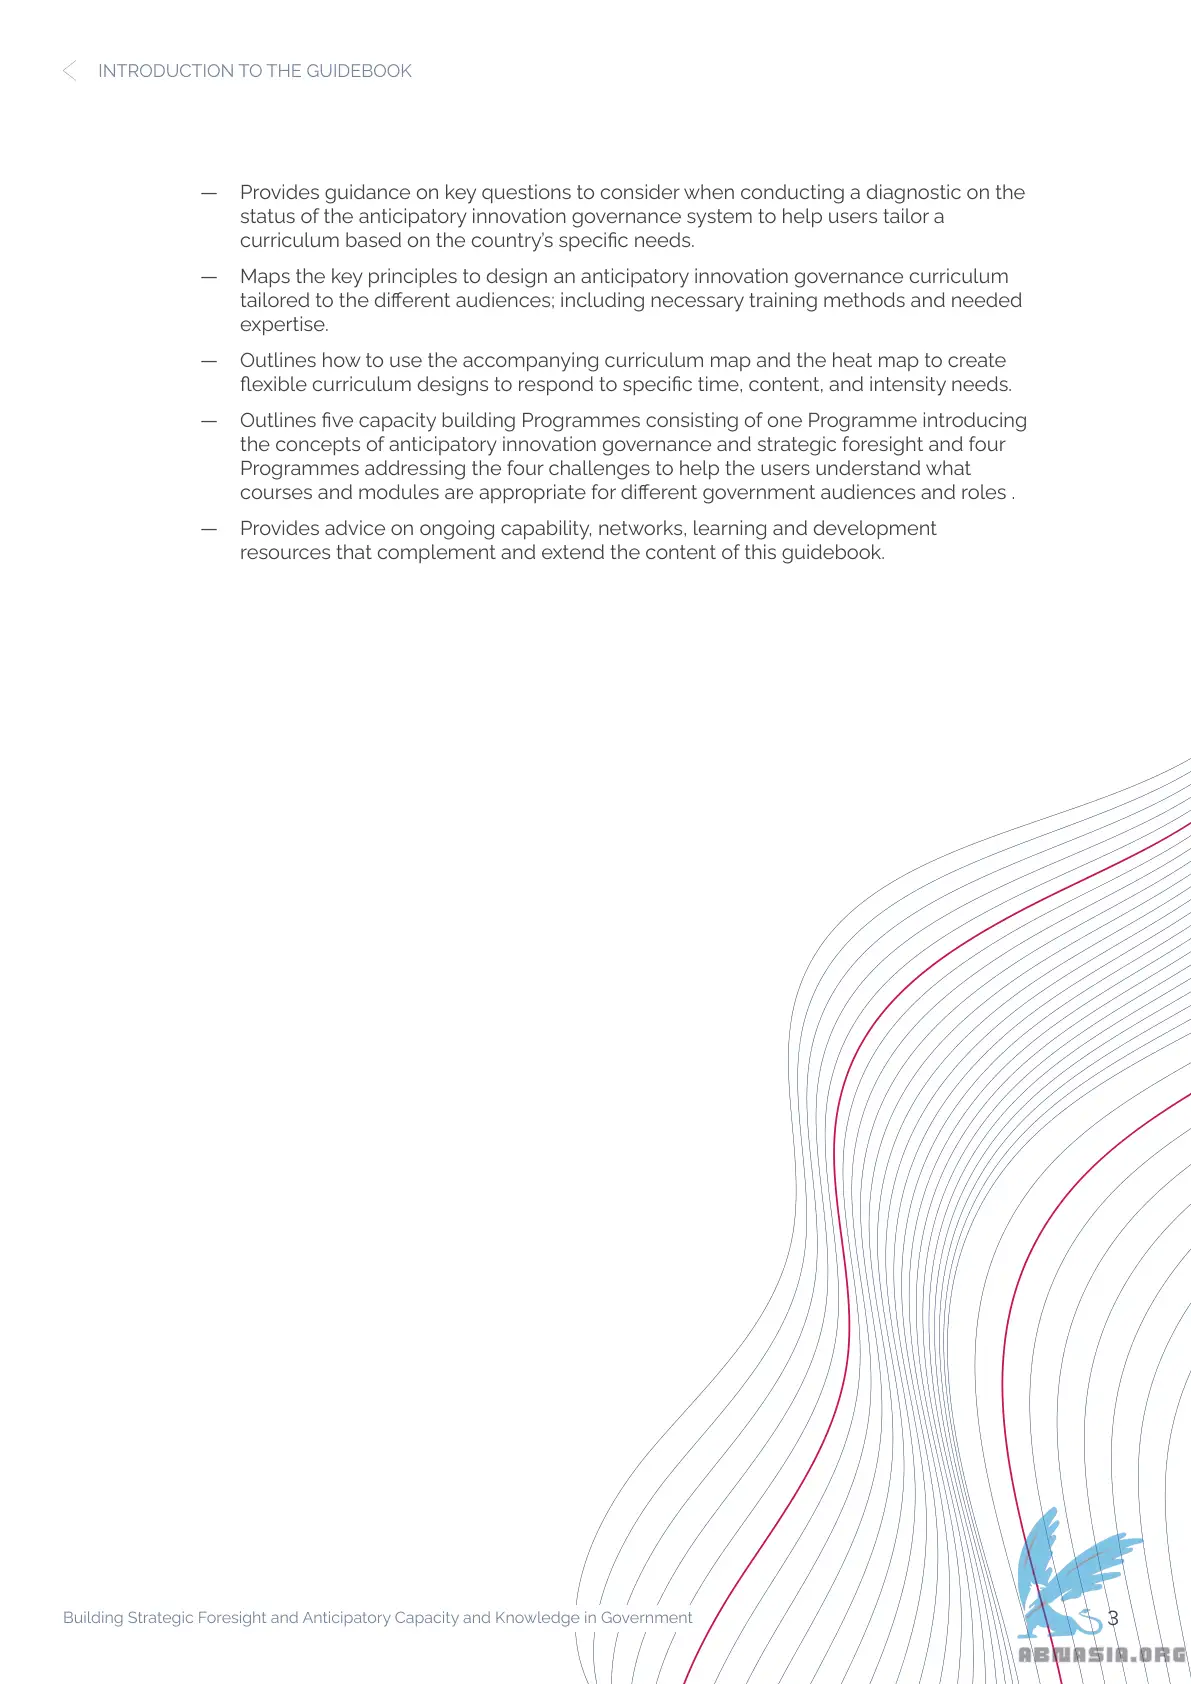 INTRODUCTION TO THE GUIDEBOOK
— Provides guidance on key questions to consider when conducting a diagnostic on the
status of the anticipatory innovation governance system to help users tailor a
curriculum based on the country's specific needs.
— Maps the key principles to design an anticipatory innovation governance curriculum
tailored to the different audiences; including necessary training methods and needed
expertise.
— Outlines how to use the accompanying curriculum map and the heat map to create
flexible curriculum designs to respond to specific time, content, and intensity needs.
— Outlines five capacity building Programmes consisting of one Programme introducing
the concepts of anticipatory innovation governance and strategic foresight and four
Programmes addressing the four challenges to help the users understand what
courses and modules are appropriate for different government audiences and roles .
— Provides advice on ongoing capability, networks, learning and development
resources that complement and extend the content of this guidebook.
Building Strategic Foresight and Anticipatory Capacity and Knowledge in Government
3